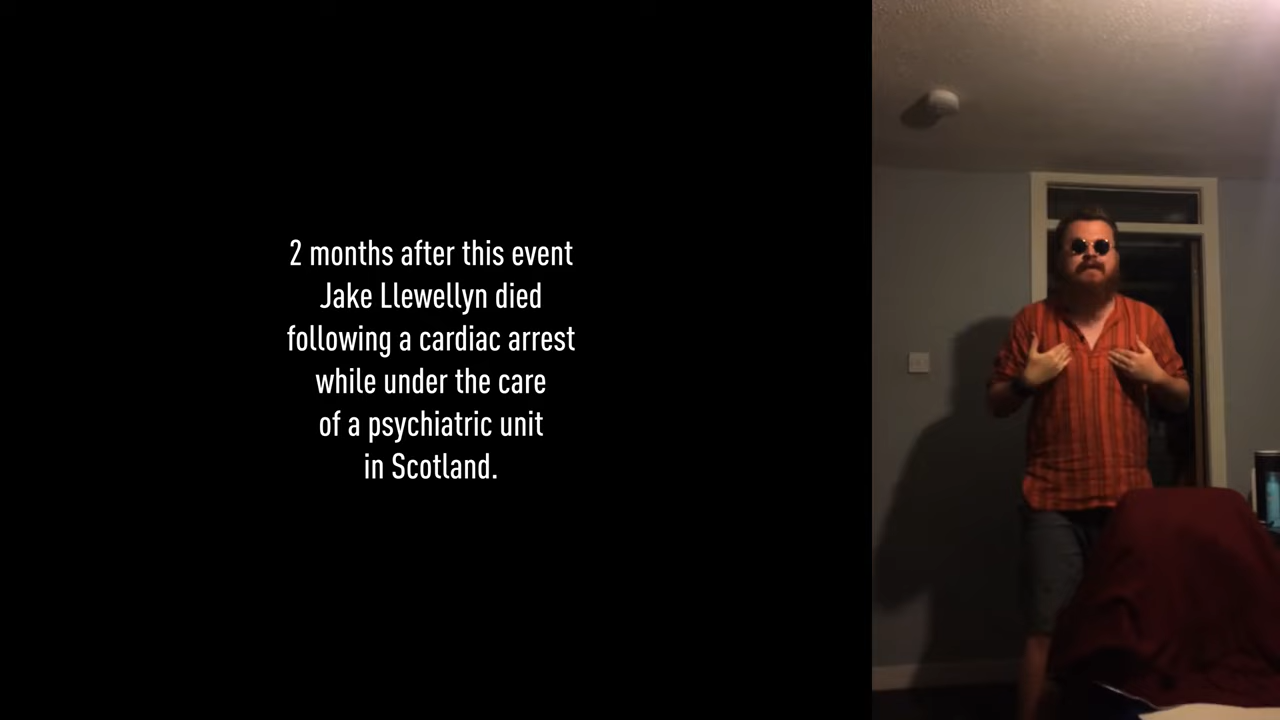 2 months after this event
Jake Llewellyn died
following a cardiac arrest
while under the care
of a psychiatric unit
in Scotland.